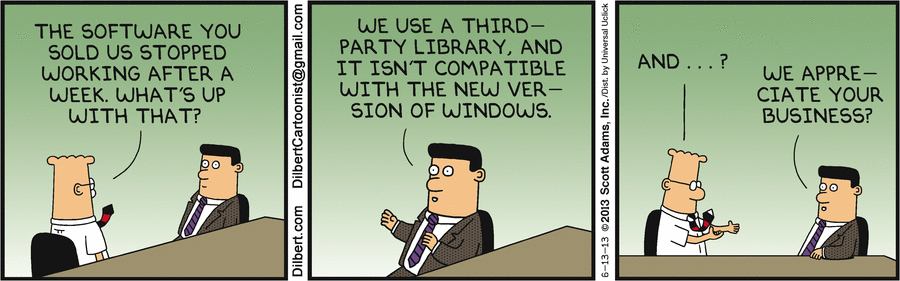 THE SOFTWARE YOU
SOLD US STOPPED
WORKING AFTER A
WEEK. WHAT'S UP
WITH THAT?
Dilbert.com DilbertCartoonist@gmail.com
WE USE A THIRD-
PARTY LIBRARY, AND
IT ISN'T COMPATIBLE
WITH THE NEW VER-
SION OF WINDOWS.
6-13-13 © 2013 Scott Adams, Inc. /Dist. by Universal Uclick
AND ...?
WE APPRE-
CIATE YOUR
BUSINESS?